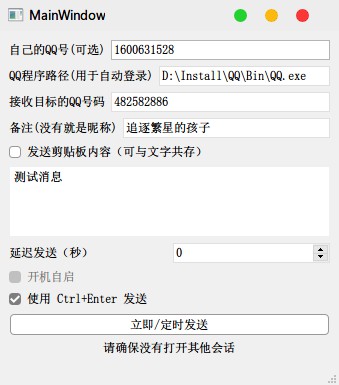 MainWindow
自己的QQ号(可选) 1600631528
QQ程序路径(用于自动登录) D:\Install\QQ\Bin\QQ.exe
接收目标的QQ号码 482582886
备注(没有就是昵称) 追逐繁星的孩子
发送剪贴板内容（可与文字共存）
测试消息
延迟发送（秒） 0
开机自启
使用 Ctrl+Enter 发送
立即/定时发送
请确保没有打开其他会话